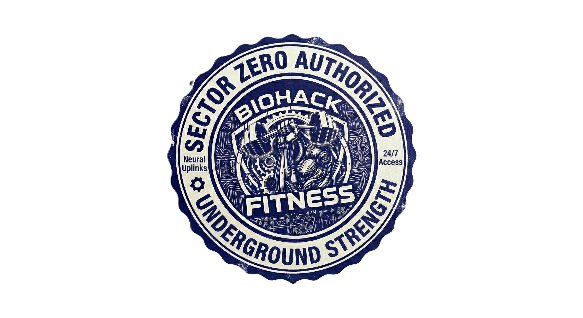 SECTOR ZERO AUTHORIZED
BIOHACK
Neural
Uplinks
24/7
Access
FITNESS
UNDERGROUND STRENGTH